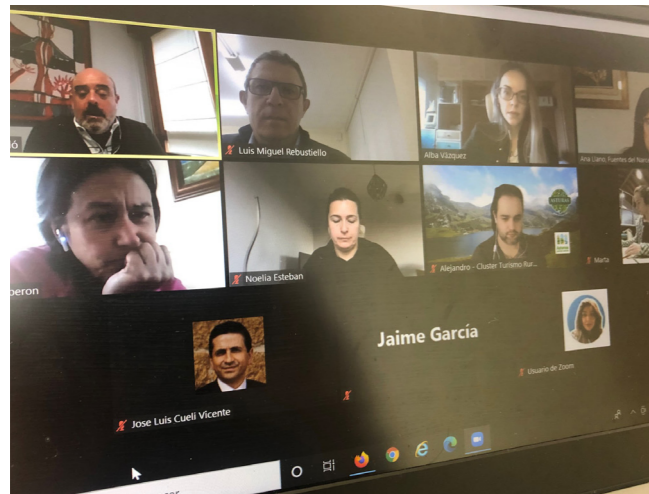 Luis Miguel Rebustiello
Alba Vázquez
Ana Llano. Fuentes del Narc
Noelia Esteban
Alejandro - Cluster Turismo Rur...
Marta
Jose Luis Cueli Vicente
Jaime García
Usuario de Zoom